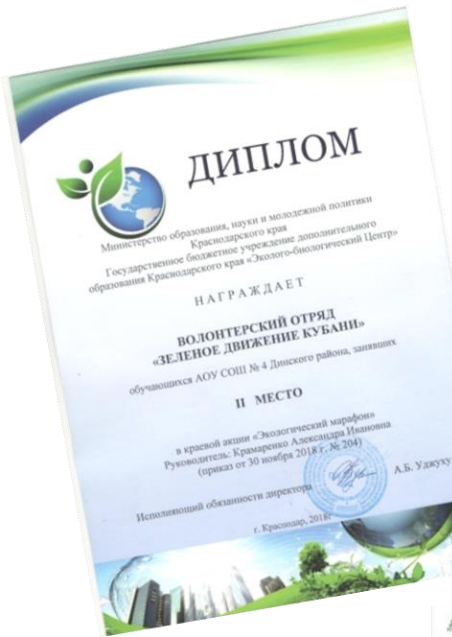 ДИПЛОМ
Министерство образования, науки и молодежной политики
Краснодарского края
Государственное бюджетное учреждение дополнительного
образования Краснодарского края «Эколого-биологический Центр»
НАГРАЖДАЕТ
ВОЛОНТЕРСКИЙ ОТРЯД
«ЗЕЛЕНОЕ ДВИЖЕНИЕ КУБАНИ»
обучающихся АОУ СОШ № 4 Динского района, занявших
II МЕСТО
в краевой акции «Экологический марафон»
Руководитель: Крамаренко Александра Ивановна
(приказ от 30 ноября 2018 г. № 204)
Исполняющий обязанности директора
А.Б. Уджуху
г. Краснодар, 2018г